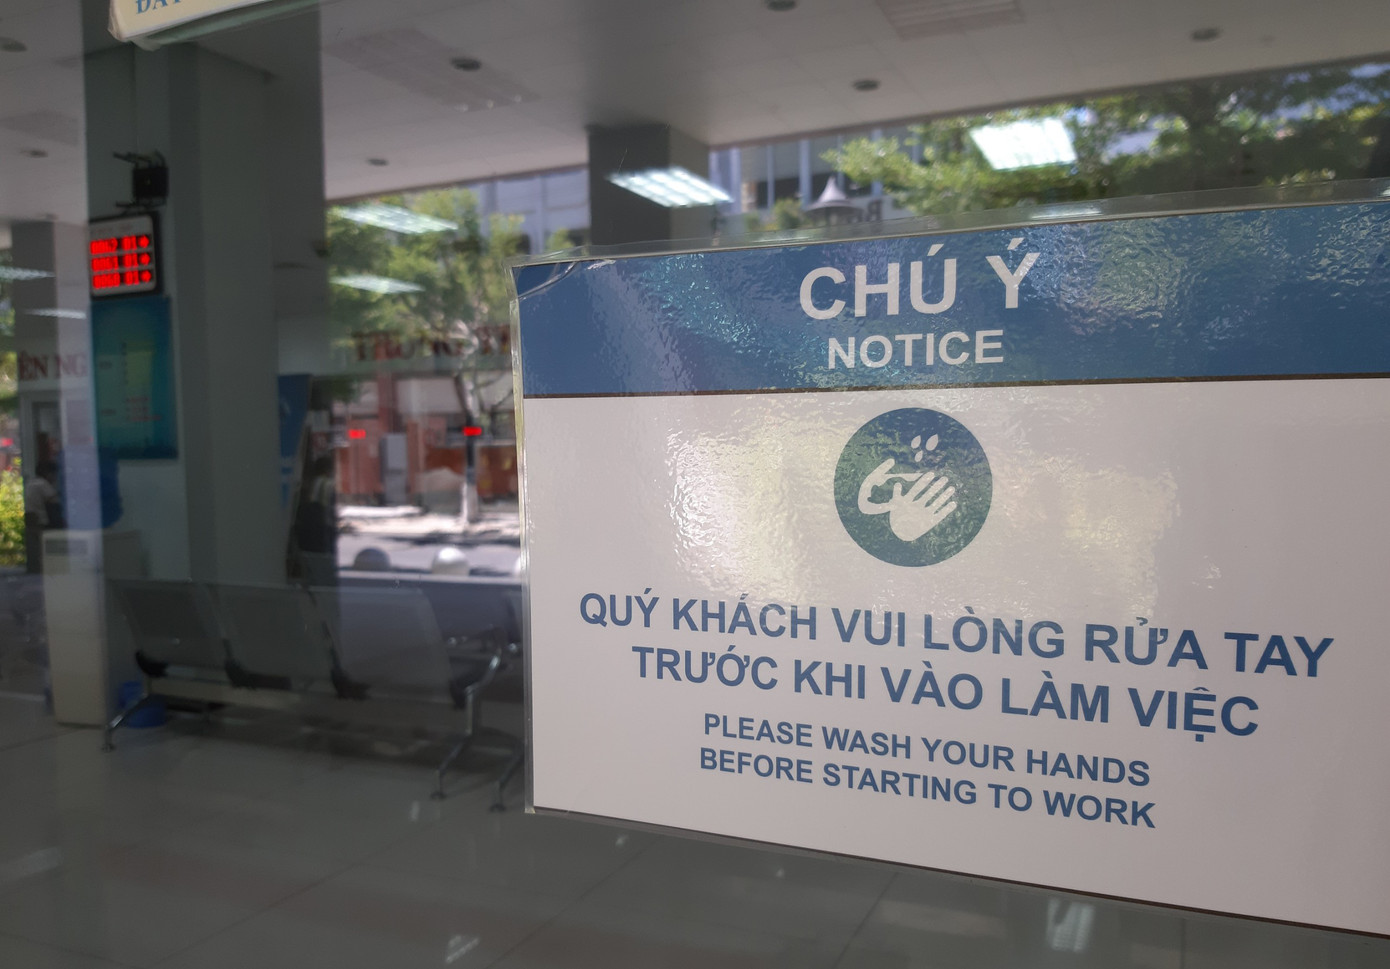 CHÚ Ý
NOTICE
QUÝ KHÁCH VUI LÒNG RỬA TAY
TRƯỚC KHI VÀO LÀM VIỆC
PLEASE WASH YOUR HANDS
BEFORE STARTING TO WORK